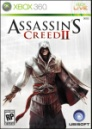 XBOX 360
ASSASSIN'S
CREED II
UBISOFT